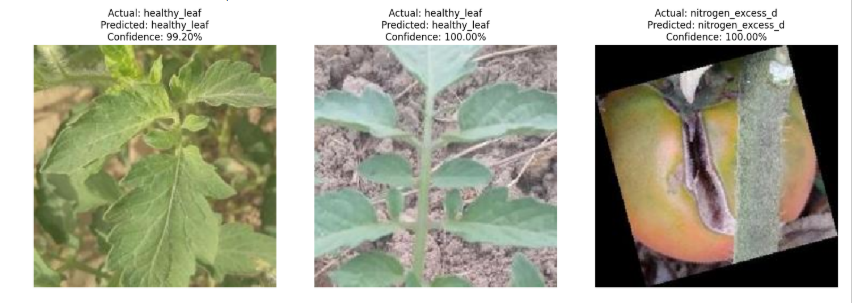 Actual: healthy_leaf
Predicted: healthy_leaf
Confidence: 99.20%
Actual: healthy_leaf
Predicted: healthy_leaf
Confidence: 100.00%
Actual: nitrogen_excess_d
Predicted: nitrogen_excess_d
Confidence: 100.00%